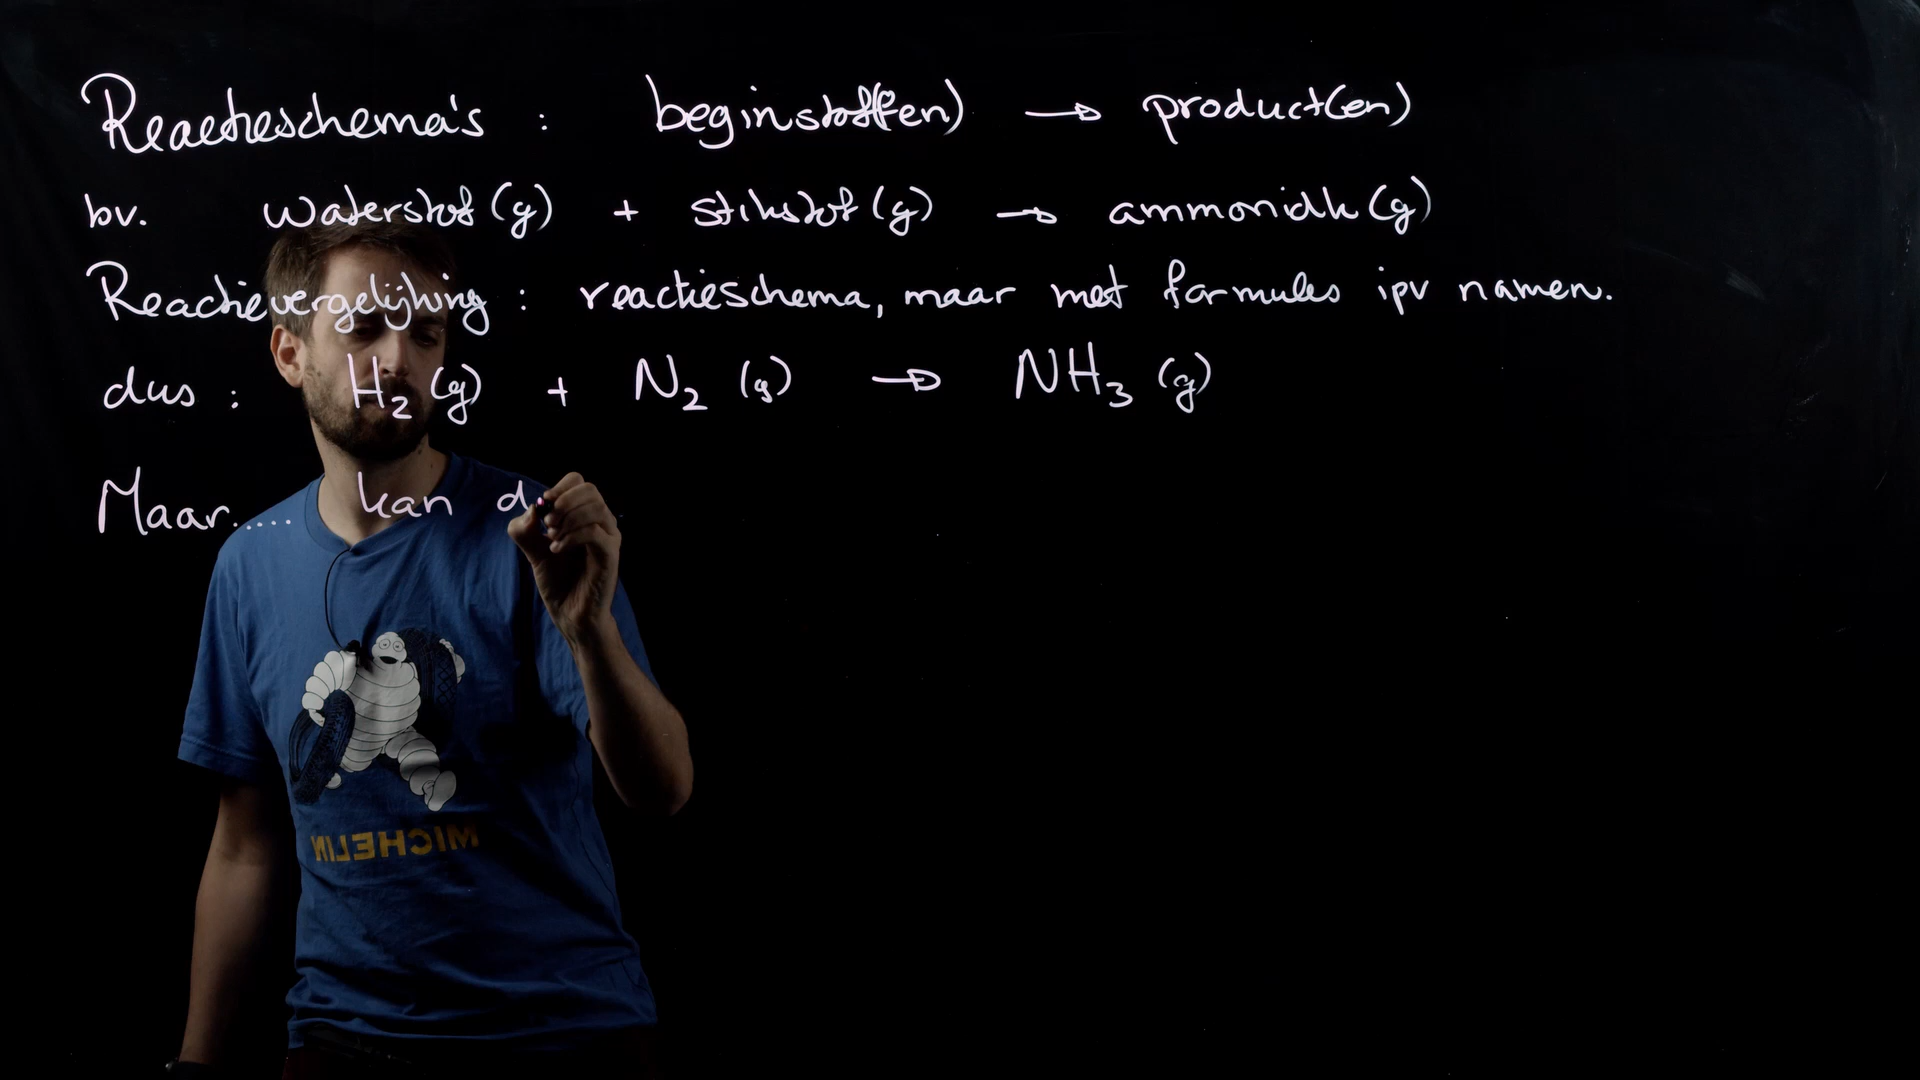 Reactieschema's : beginstof(fen) → product(en)
bv. waterstof (g) + stikstof (g) → ammoniak (g)
Reactievergelijking : reactieschema, maar met formules ipv namen.
dus : H₂ (g) + N₂ (g) → NH₃ (g)
Maar..... kan d
MICHELIN